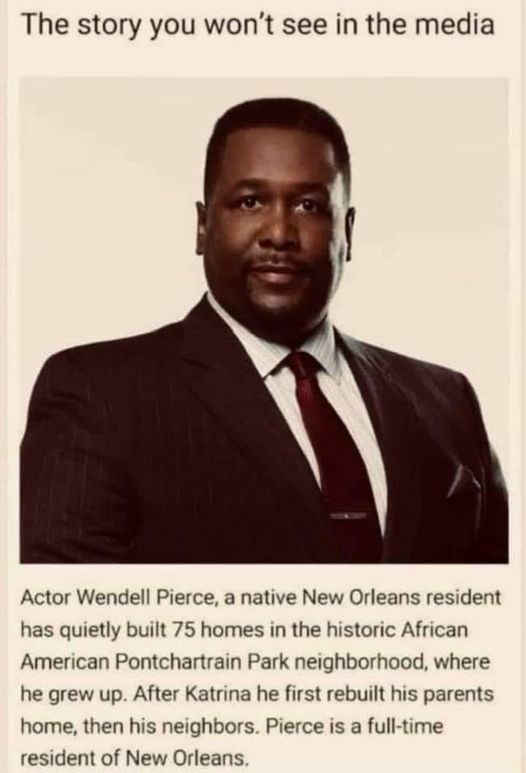 The story you won't see in the media
Actor Wendell Pierce, a native New Orleans resident
has quietly built 75 homes in the historic African
American Pontchartrain Park neighborhood, where
he grew up. After Katrina he first rebuilt his parents
home, then his neighbors. Pierce is a full-time
resident of New Orleans.